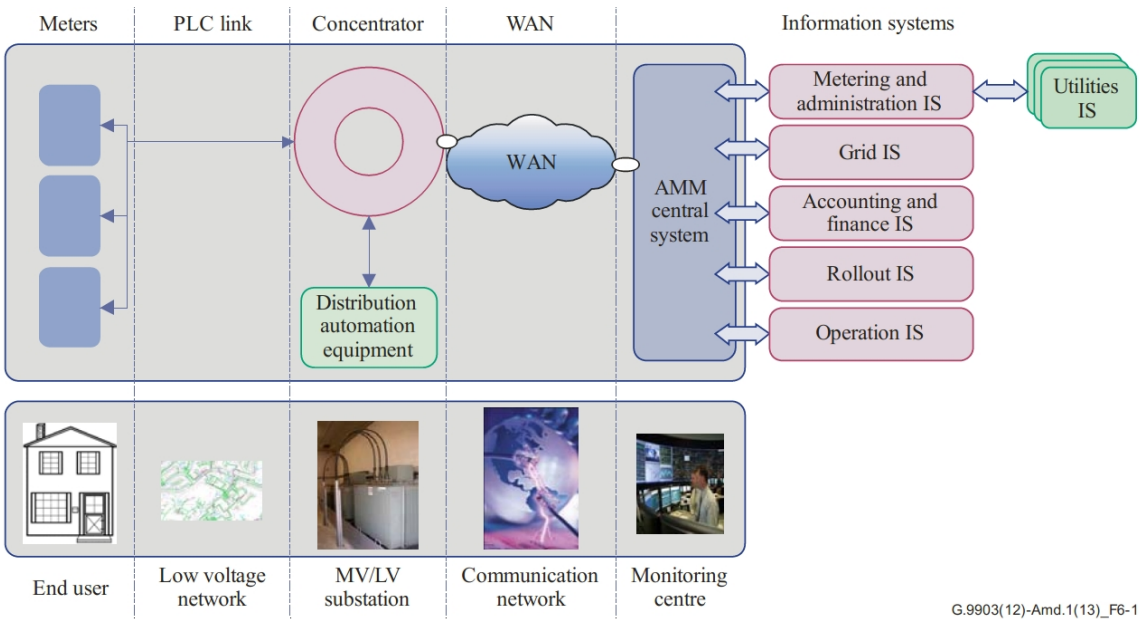 Meters
PLC link
Concentrator
WAN
Information systems
WAN
AMM
central
system
Metering and
administration IS
Utilities
IS
Grid IS
Accounting and
finance IS
Rollout IS
Operation IS
Distribution
automation
equipment
End user
Low voltage
network
MV/LV
substation
Communication
network
Monitoring
centre
G.9903(12)-Amd.1(13)_F6-1